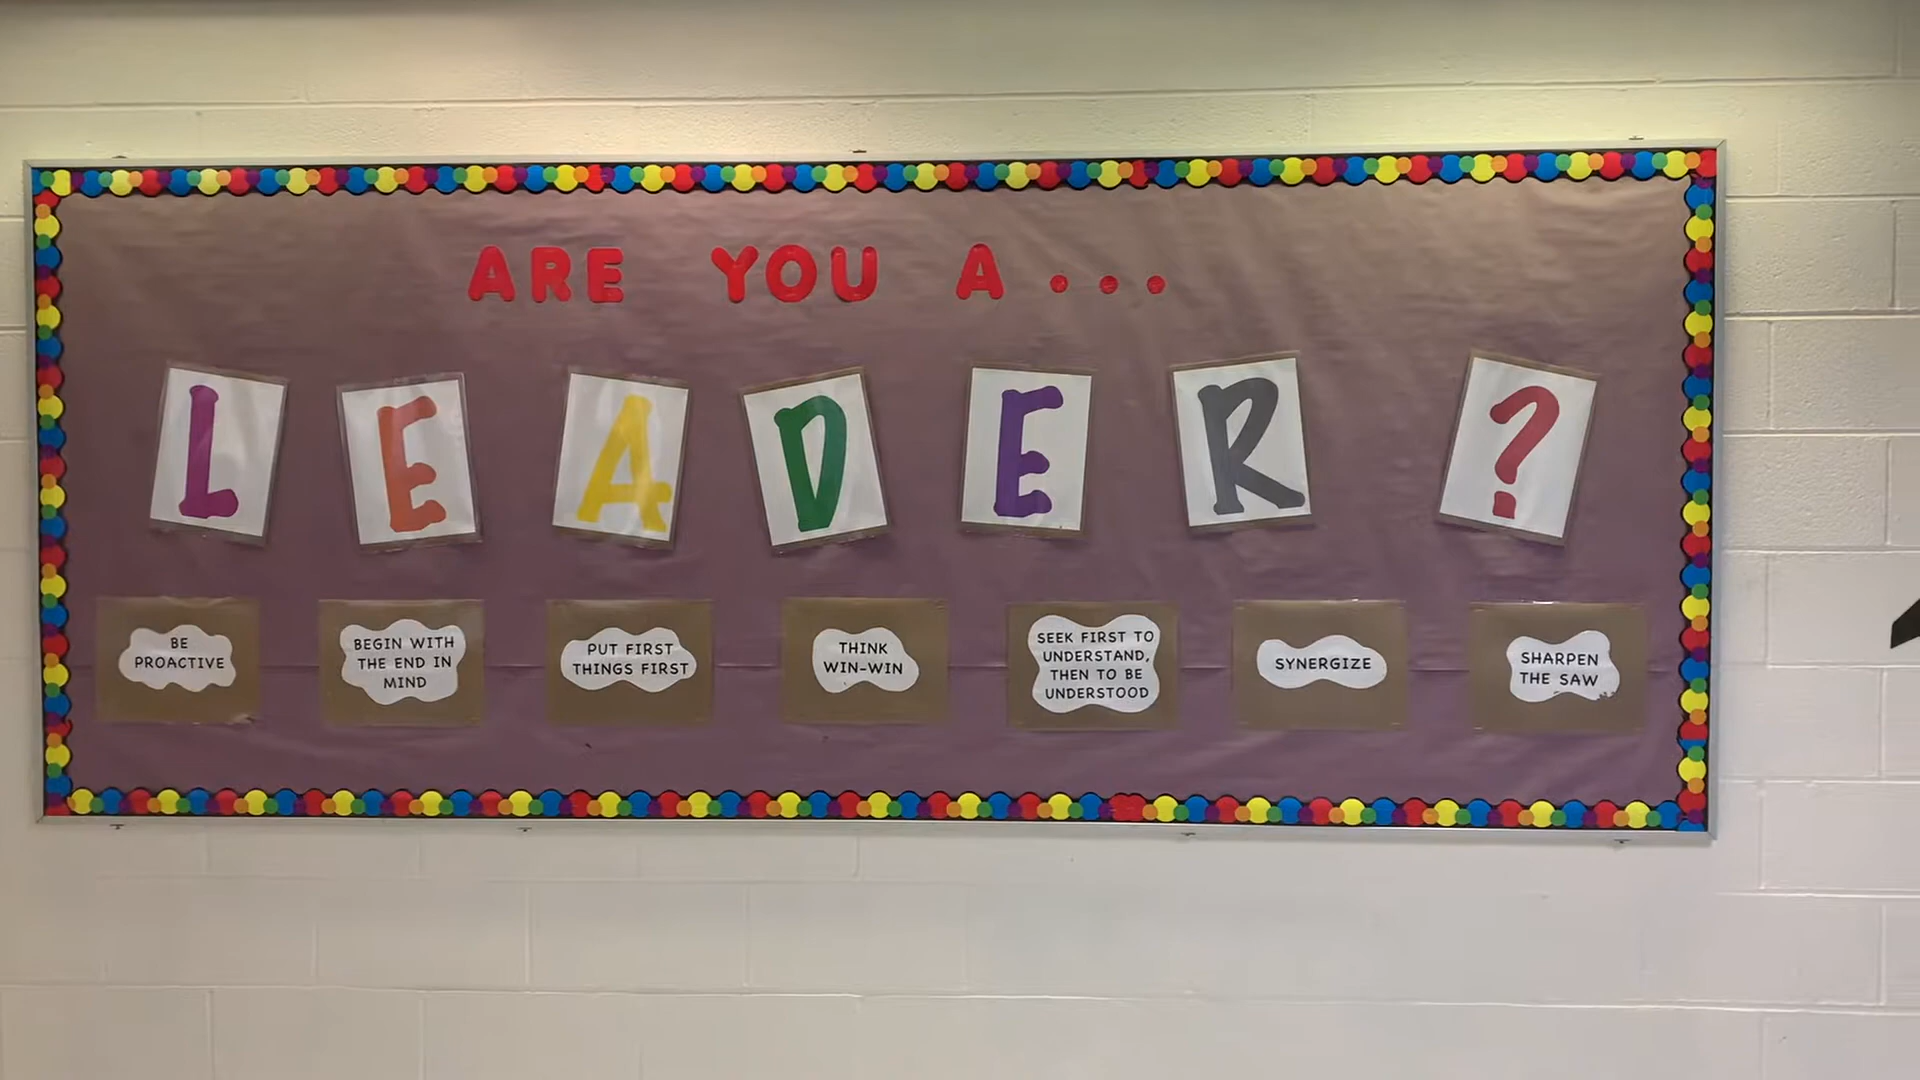 ARE YOU A...
LEADER?
BE
PROACTIVE
BEGIN WITH
THE END IN
MIND
PUT FIRST
THINGS FIRST
THINK
WIN-WIN
SEEK FIRST TO
UNDERSTAND,
THEN TO BE
UNDERSTOOD
SYNERGIZE
SHARPEN
THE SAW